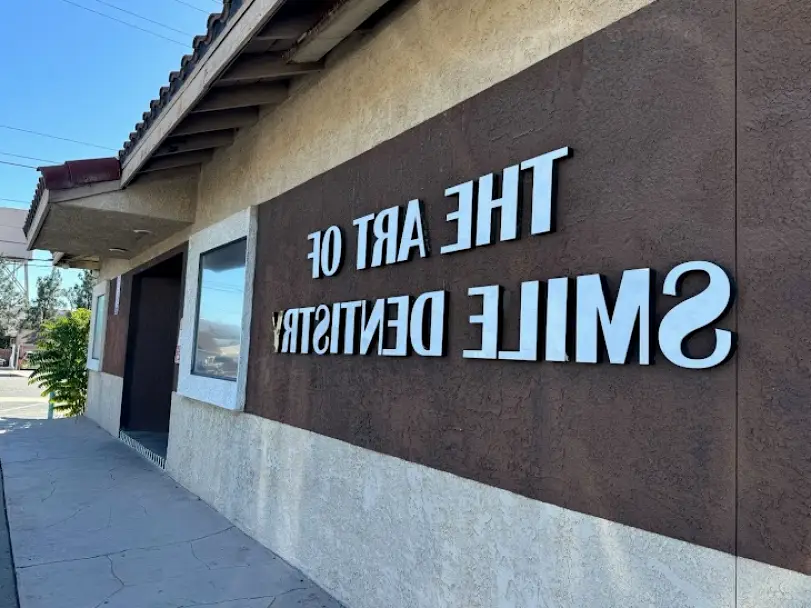 THE ART OF
SMILE DENTISTRY